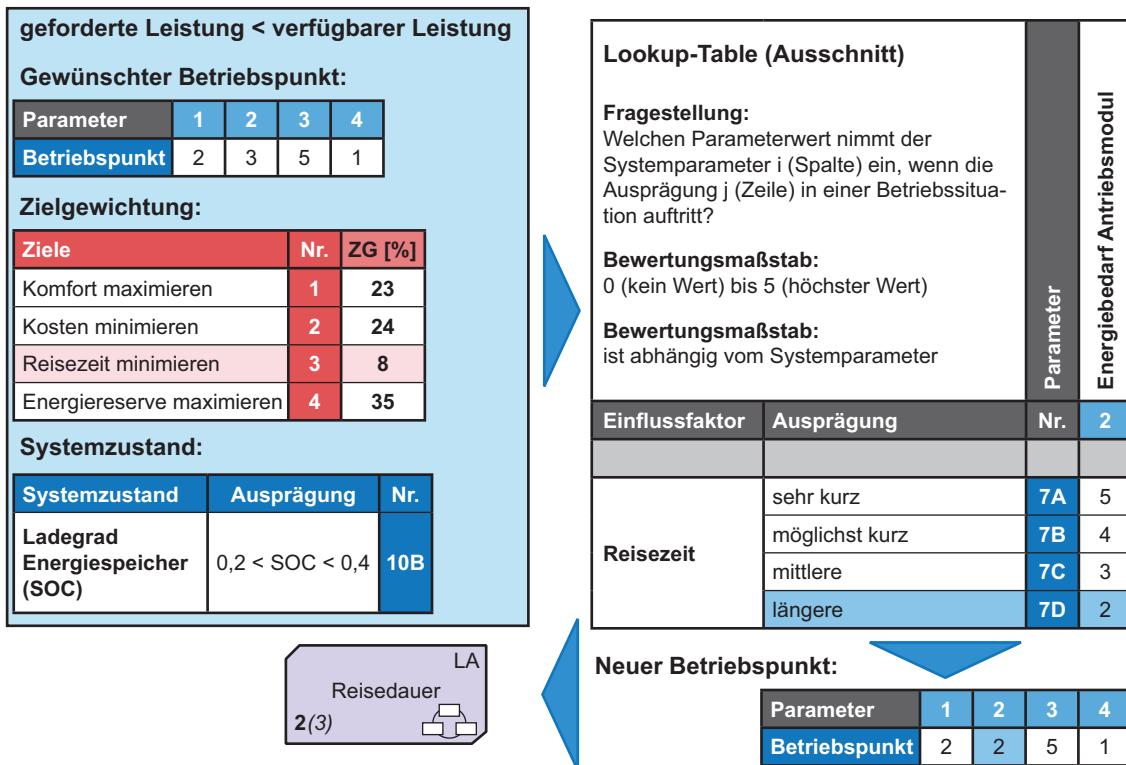 geforderte Leistung < verfügbarer Leistung
Gewünschter Betriebspunkt:
Parameter 1 2 3 4
Betriebspunkt 2 3 5 1
Zielgewichtung:
Ziele Nr. ZG [%]
Komfort maximieren 1 23
Kosten minimieren 2 24
Reisezeit minimieren 3 8
Energiereserve maximieren 4 35
Systemzustand:
Systemzustand Ausprägung Nr.
Ladegrad
Energiespeicher
(SOC)
0,2 < SOC < 0,4 10B
Lookup-Table (Ausschnitt)
Fragestellung:
Welchen Parameterwert nimmt der
Systemparameter i (Spalte) ein, wenn die
Ausprägung j (Zeile) in einer Betriebssitua-
tion auftritt?
Bewertungsmaßstab:
0 (kein Wert) bis 5 (höchster Wert)
Bewertungsmaßstab:
ist abhängig vom Systemparameter
Parameter
Energiebedarf Antriebsmodul
Einflussfaktor Ausprägung Nr. 2
Reisezeit
sehr kurz 7A 5
möglichst kurz 7B 4
mittlere 7C 3
längere 7D 2
Neuer Betriebspunkt:
Parameter 1 2 3 4
Betriebspunkt 2 2 5 1
LA
Reisedauer
2(3)